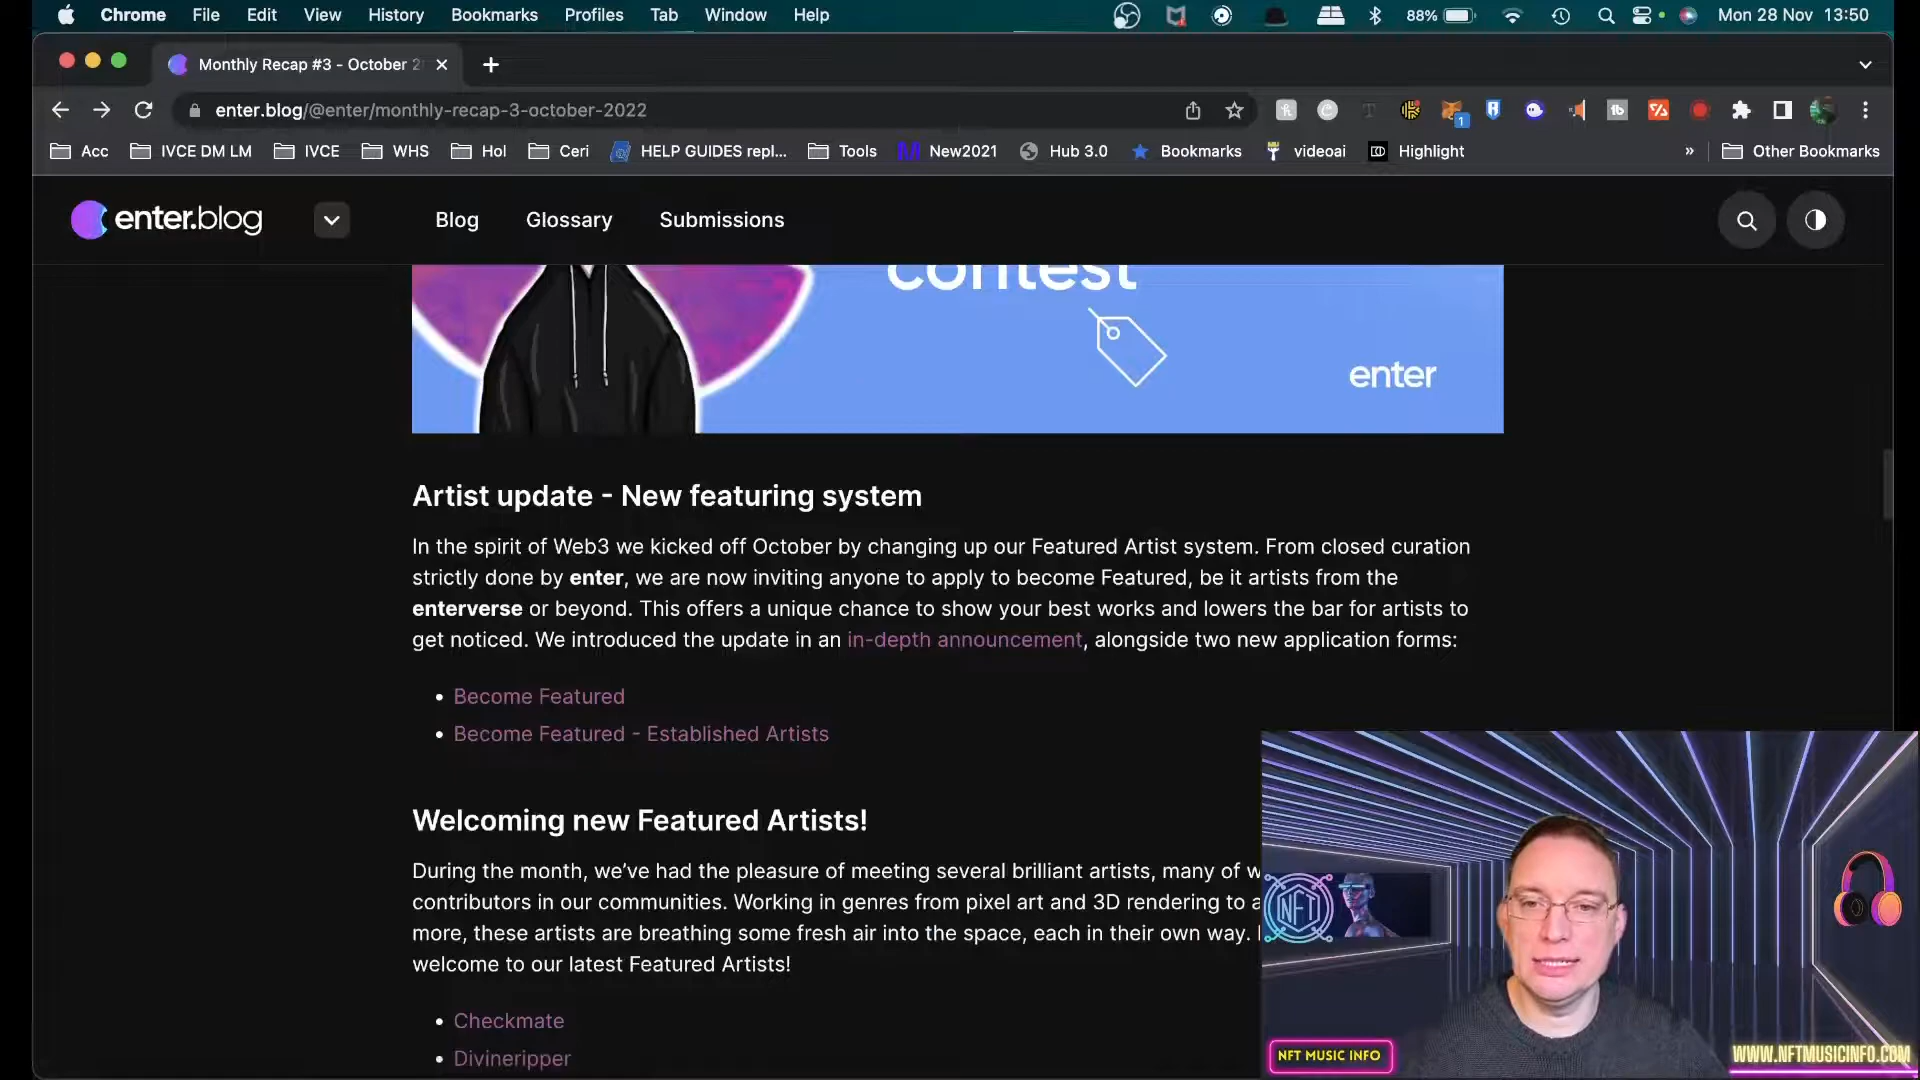 Chrome File Edit View History Bookmarks Profiles Tab Window Help 88% Mon 28 Nov 13:50
Monthly Recap #3 - October 2
enter.blog/@enter/monthly-recap-3-october-2022
1
Acc IVCE DM LM IVCE WHS Hol Ceri HELP GUIDES repl... Tools New2021 Hub 3.0 Bookmarks videoai Highlight » Other Bookmarks
enter.blog Blog Glossary Submissions
contest
enter
Artist update - New featuring system
In the spirit of Web3 we kicked off October by changing up our Featured Artist system. From closed curation
strictly done by enter, we are now inviting anyone to apply to become Featured, be it artists from the
enterverse or beyond. This offers a unique chance to show your best works and lowers the bar for artists to
get noticed. We introduced the update in an in-depth announcement, alongside two new application forms:
• Become Featured
• Become Featured - Established Artists
Welcoming new Featured Artists!
During the month, we've had the pleasure of meeting several brilliant artists, many of w
contributors in our communities. Working in genres from pixel art and 3D rendering to a
more, these artists are breathing some fresh air into the space, each in their own way.
welcome to our latest Featured Artists!
• Checkmate
• Divineripper
NFT
NFT MUSIC INFO
WWW.NFTMUSICINFO.COM